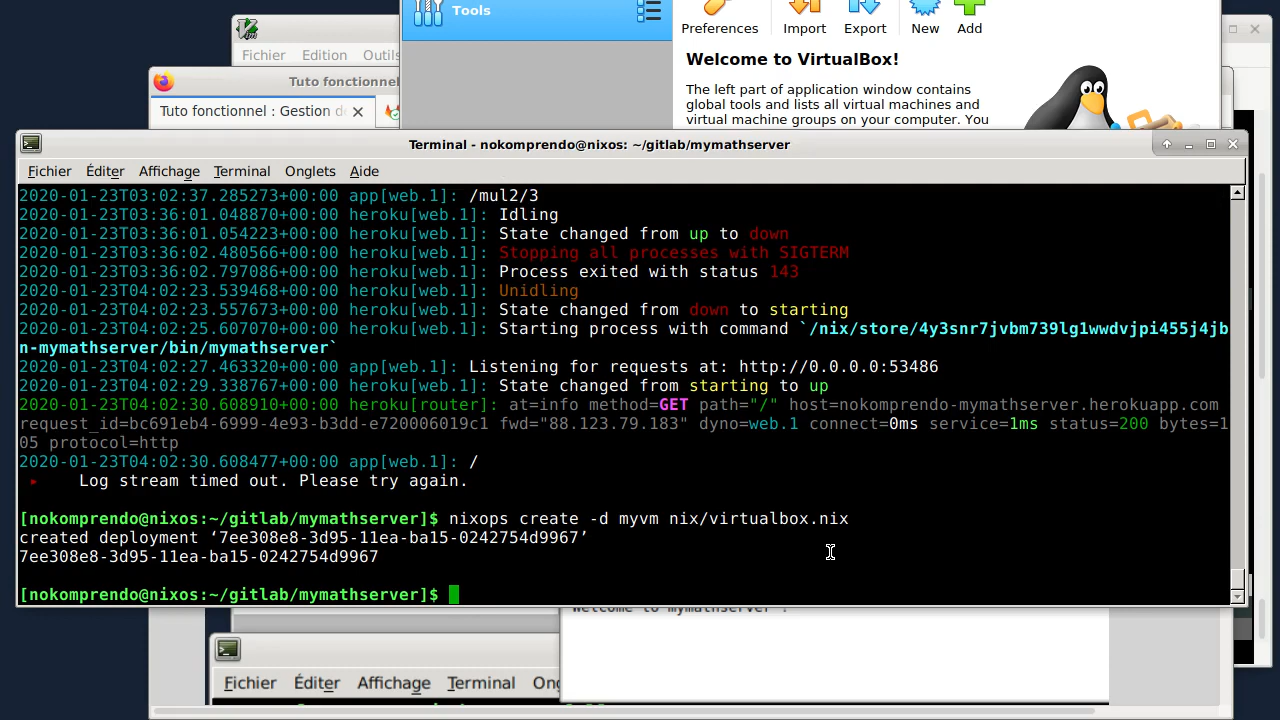 Tools
Preferences
Import
Export
New
Add
Fichier
Edition
Outils
Welcome to VirtualBox!
The left part of application window contains
global tools and lists all virtual machines and
virtual machine groups on your computer. You
Tuto fonctionnel
Tuto fonctionnel : Gestion de
Terminal - nokomprendo@nixos: ~/gitlab/mymathserver
Fichier
Éditer
Affichage
Terminal
Onglets
Aide
2020-01-23T03:02:37.285273+00:00 app[web.1]: /mul2/3
2020-01-23T03:36:01.048870+00:00 heroku[web.1]: Idling
2020-01-23T03:36:01.054223+00:00 heroku[web.1]: State changed from up to down
2020-01-23T03:36:02.480566+00:00 heroku[web.1]: Stopping all processes with SIGTERM
2020-01-23T03:36:02.797086+00:00 heroku[web.1]: Process exited with status 143
2020-01-23T04:02:23.539468+00:00 heroku[web.1]: Unidling
2020-01-23T04:02:23.557673+00:00 heroku[web.1]: State changed from down to starting
2020-01-23T04:02:25.607070+00:00 heroku[web.1]: Starting process with command `/nix/store/4y3snr7jvbm739lg1wwdvjpi455j4jb
n-mymathserver/bin/mymathserver`
2020-01-23T04:02:27.463320+00:00 app[web.1]: Listening for requests at: http://0.0.0.0:53486
2020-01-23T04:02:29.338767+00:00 heroku[web.1]: State changed from starting to up
2020-01-23T04:02:30.608910+00:00 heroku[router]: at=info method=GET path="/" host=nokomprendo-mymathserver.herokuapp.com
request_id=bc691eb4-6999-4e93-b3dd-e720006019c1 fwd="88.123.79.183" dyno=web.1 connect=0ms service=1ms status=200 bytes=1
05 protocol=http
2020-01-23T04:02:30.608477+00:00 app[web.1]: /
▸    Log stream timed out. Please try again.
[nokomprendo@nixos:~/gitlab/mymathserver]$ nixops create -d myvm nix/virtualbox.nix
created deployment ‘7ee308e8-3d95-11ea-ba15-0242754d9967’
7ee308e8-3d95-11ea-ba15-0242754d9967
[nokomprendo@nixos:~/gitlab/mymathserver]$
Welcome to mymathserver !
Fichier
Éditer
Affichage
Terminal